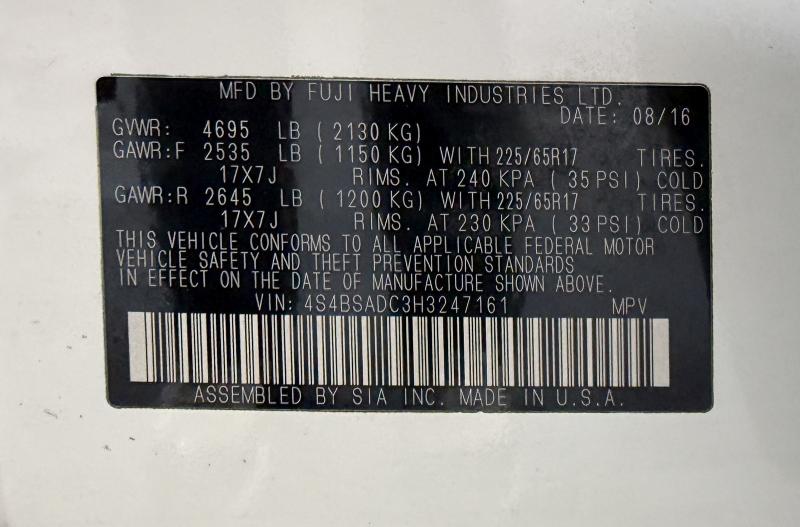 MFD BY FUJI HEAVY INDUSTRIES LTD.
DATE: 08/16
GVWR: 4695 LB ( 2130 KG)
GAWR:F 2535 LB ( 1150 KG) WITH 225/65R17 TIRES.
17X7J RIMS. AT 240 KPA ( 35 PSI) COLD
GAWR:R 2645 LB ( 1200 KG) WITH 225/65R17 TIRES.
17X7J RIMS. AT 230 KPA ( 33 PSI) COLD
THIS VEHICLE CONFORMS TO ALL APPLICABLE FEDERAL MOTOR
VEHICLE SAFETY AND THEFT PREVENTION STANDARDS
IN EFFECT ON THE DATE OF MANUFACTURE SHOWN ABOVE.
VIN: 4S4BSADC3H3247161 MPV
ASSEMBLED BY SIA INC. MADE IN U.S.A.